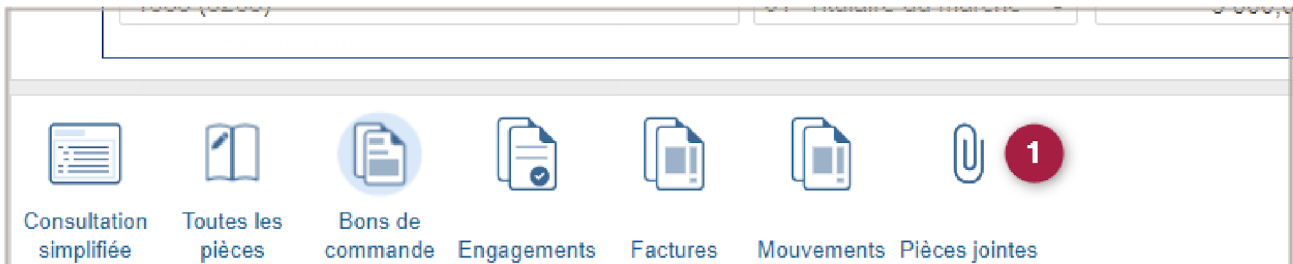 1
Consultation simplifiée
Toutes les pièces
Bons de commande
Engagements
Factures
Mouvements
Pièces jointes